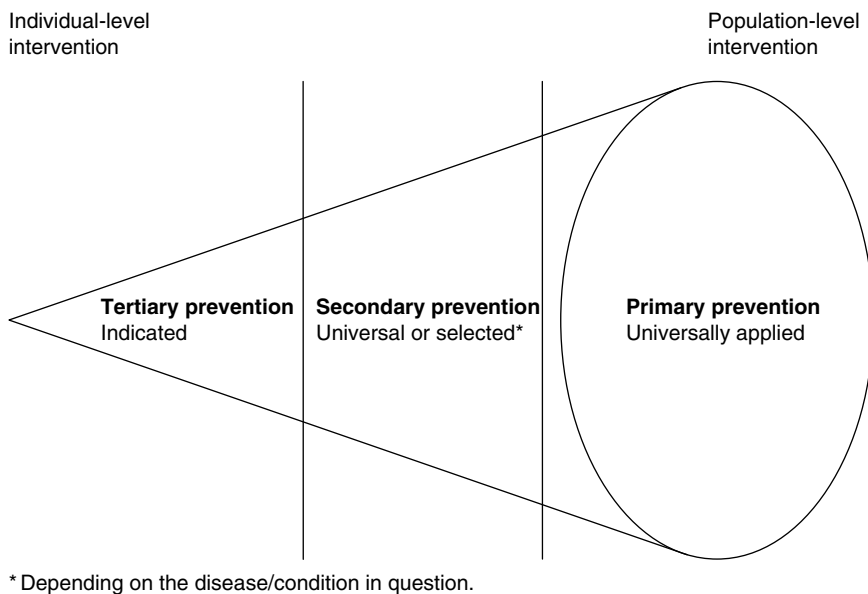 Individual-level
intervention
Population-level
intervention
Tertiary prevention
Indicated
Secondary prevention
Universal or selected*
Primary prevention
Universally applied
* Depending on the disease/condition in question.